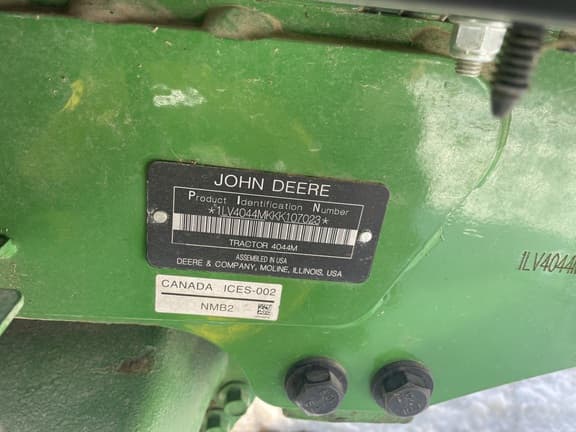 JOHN DEERE
Product Identification Number
*1LV4044MKKK107023*
TRACTOR 4044M
ASSEMBLED IN USA
DEERE & COMPANY, MOLINE, ILLINOIS, USA
CANADA ICES-002
NMB2
1LV4044M